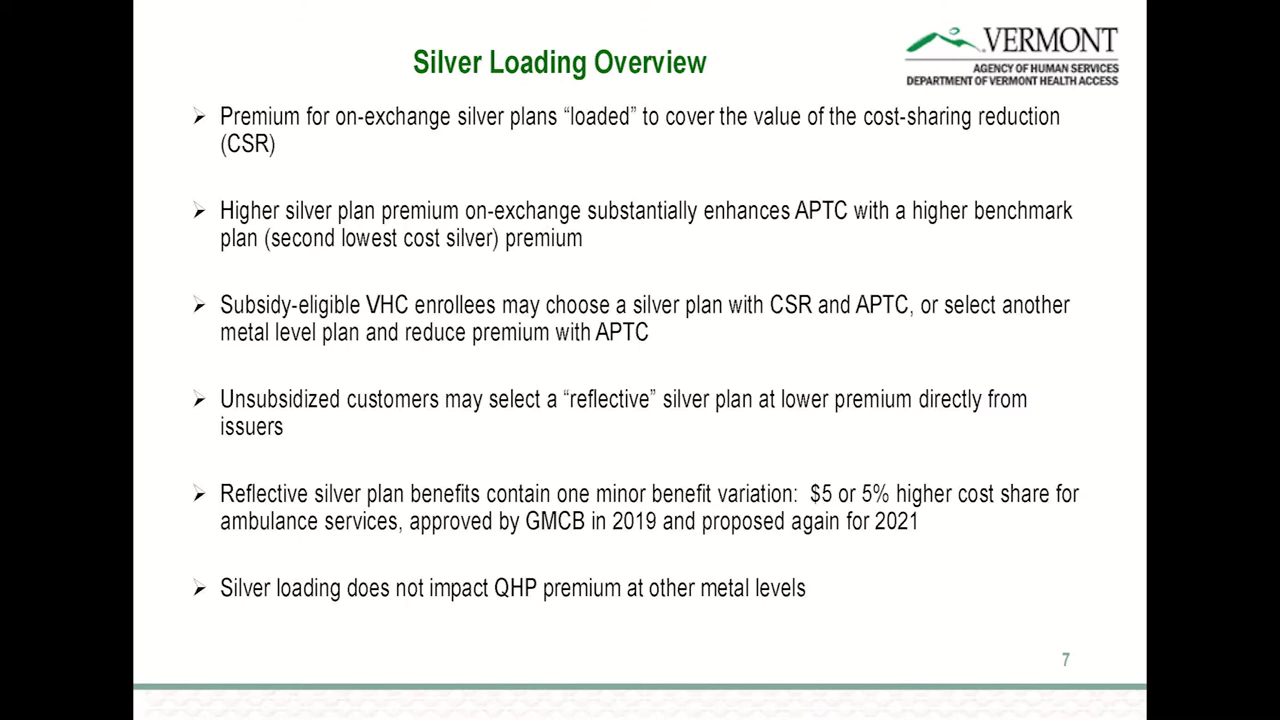 Silver Loading Overview
VERMONT
AGENCY OF HUMAN SERVICES
DEPARTMENT OF VERMONT HEALTH ACCESS
➢ Premium for on-exchange silver plans “loaded” to cover the value of the cost-sharing reduction
(CSR)
➢ Higher silver plan premium on-exchange substantially enhances APTC with a higher benchmark
plan (second lowest cost silver) premium
➢ Subsidy-eligible VHC enrollees may choose a silver plan with CSR and APTC, or select another
metal level plan and reduce premium with APTC
➢ Unsubsidized customers may select a “reflective” silver plan at lower premium directly from
issuers
➢ Reflective silver plan benefits contain one minor benefit variation: $5 or 5% higher cost share for
ambulance services, approved by GMCB in 2019 and proposed again for 2021
➢ Silver loading does not impact QHP premium at other metal levels
7